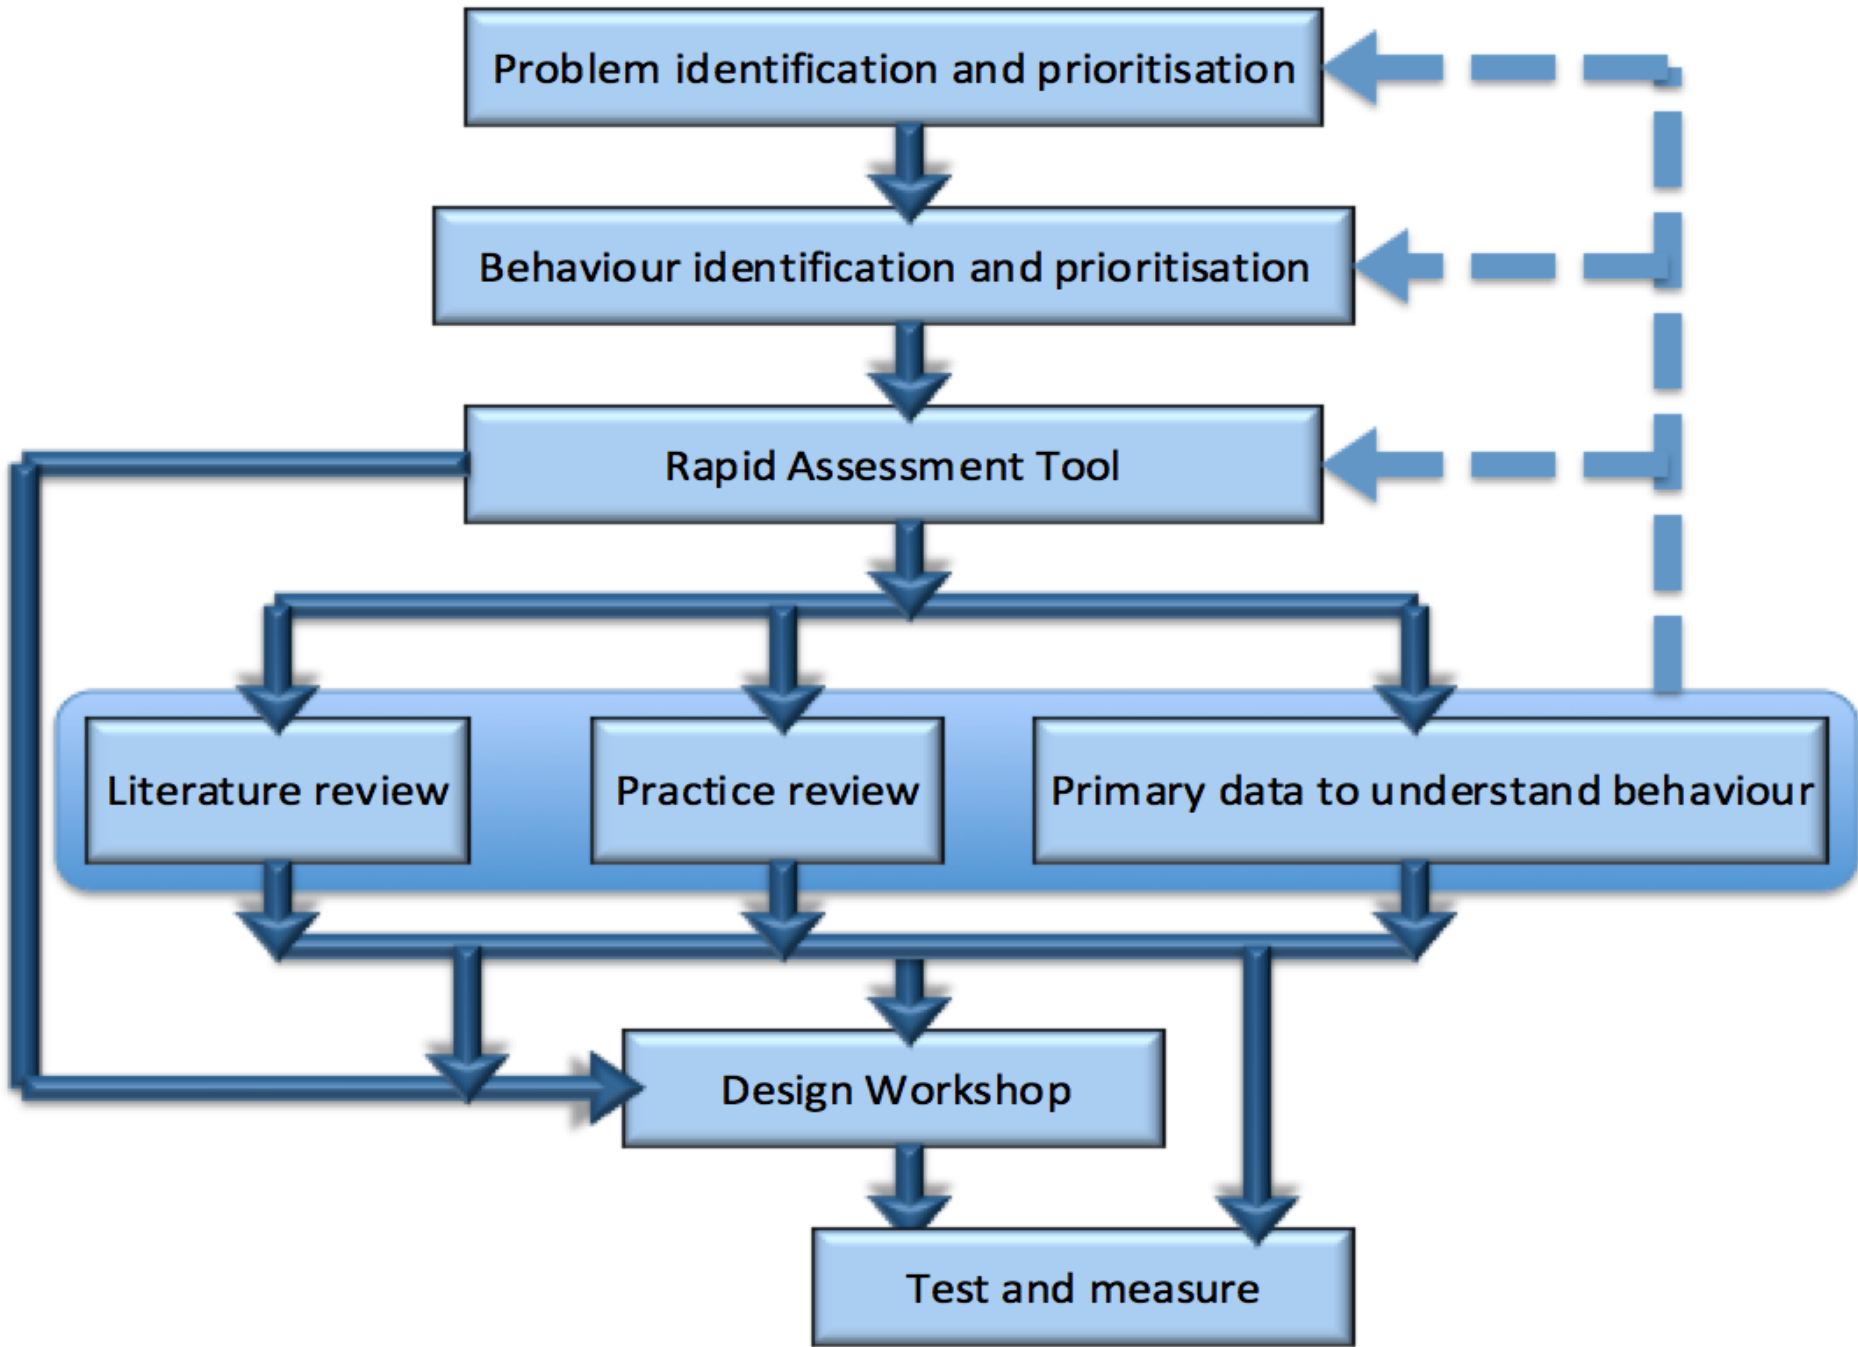 Problem identification and prioritisation
Behaviour identification and prioritisation
Rapid Assessment Tool
Literature review
Practice review
Primary data to understand behaviour
Design Workshop
Test and measure